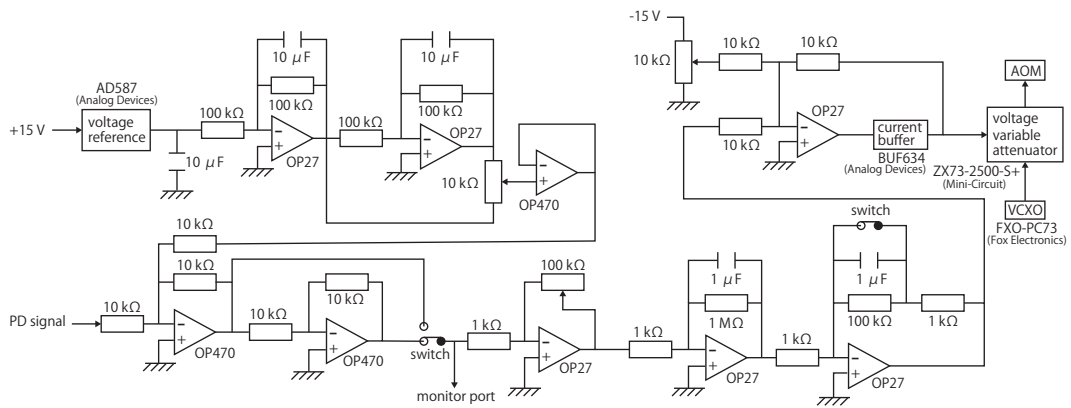 10 μF
100 kΩ
10 μF
100 kΩ
AD587
(Analog Devices)
+15 V
voltage
reference
100 kΩ
10 μF
OP27
100 kΩ
OP27
10 kΩ
OP470
-15 V
10 kΩ
10 kΩ
10 kΩ
10 kΩ
OP27
current
buffer
BUF634
(Analog Devices)
AOM
voltage
variable
attenuator
ZX73-2500-S+
(Mini-Circuit)
VCXO
FXO-PC73
(Fox Electronics)
10 kΩ
10 kΩ
PD signal
10 kΩ
OP470
10 kΩ
10 kΩ
OP470
switch
monitor port
1 kΩ
100 kΩ
OP27
1 kΩ
1 μF
1 MΩ
OP27
1 kΩ
switch
1 μF
100 kΩ
1 kΩ
OP27